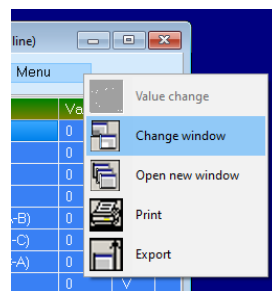 line)
Menu
Va
Value change
0
Change window
0
0
Open new window
0
0
-B)
0
Print
-C)
0
-A)
0
Export
0
V